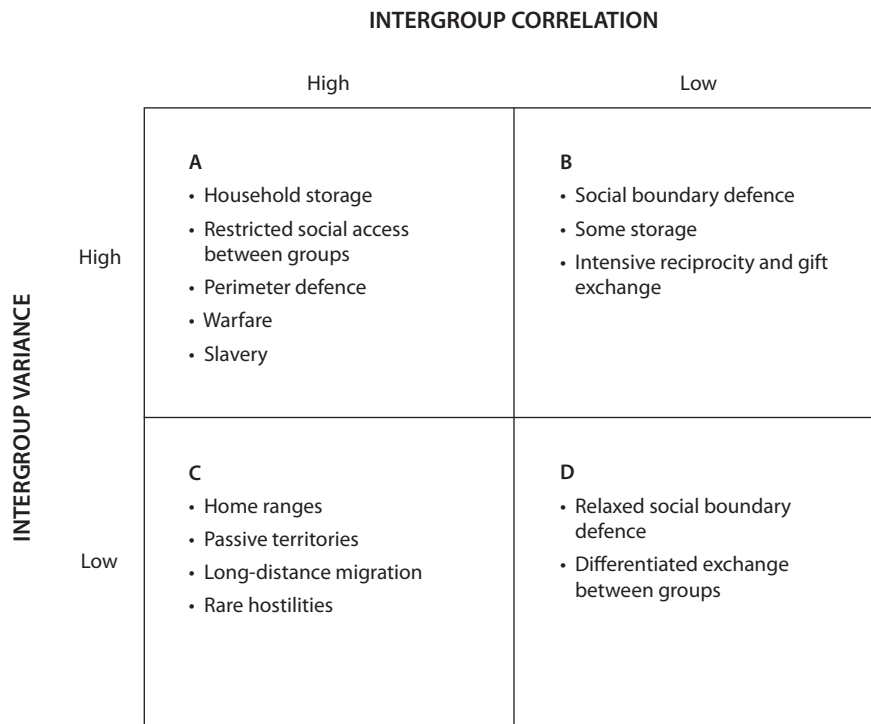 INTERGROUP CORRELATION
High
Low
INTERGROUP VARIANCE
High
A
• Household storage
• Restricted social access
between groups
• Perimeter defence
• Warfare
• Slavery
B
• Social boundary defence
• Some storage
• Intensive reciprocity and gift
exchange
Low
C
• Home ranges
• Passive territories
• Long-distance migration
• Rare hostilities
D
• Relaxed social boundary
defence
• Differentiated exchange
between groups